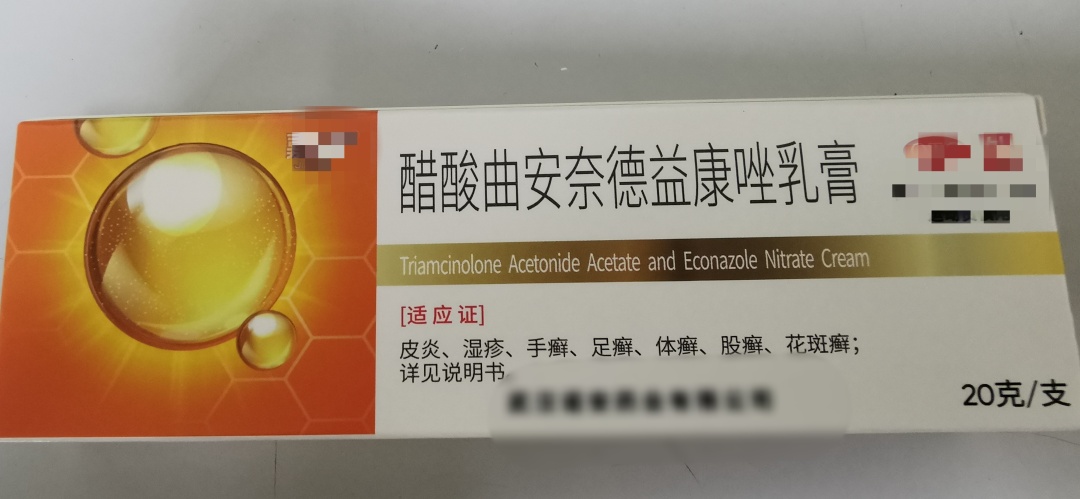 醋酸曲安奈德益康唑乳膏
Triamcinolone Acetonide Acetate and Econazole Nitrate Cream
[适应证]
皮炎、湿疹、手癣、足癣、体癣、股癣、花斑癣；
详见说明书
20克/支